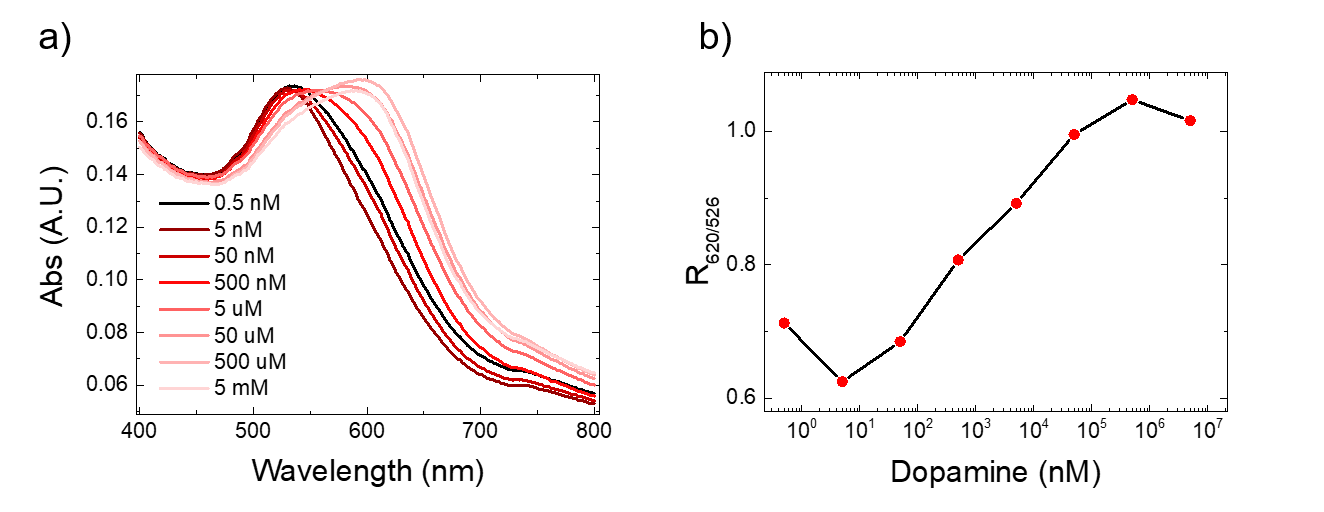 a)
Abs (A.U.)
0.16
0.14
0.12
0.10
0.08
0.06
0.5 nM
5 nM
50 nM
500 nM
5 uM
50 uM
500 uM
5 mM
400 500 600 700 800
Wavelength (nm)
b)
R620/526
1.0
0.8
0.6
10^0 10^1 10^2 10^3 10^4 10^5 10^6 10^7
Dopamine (nM)